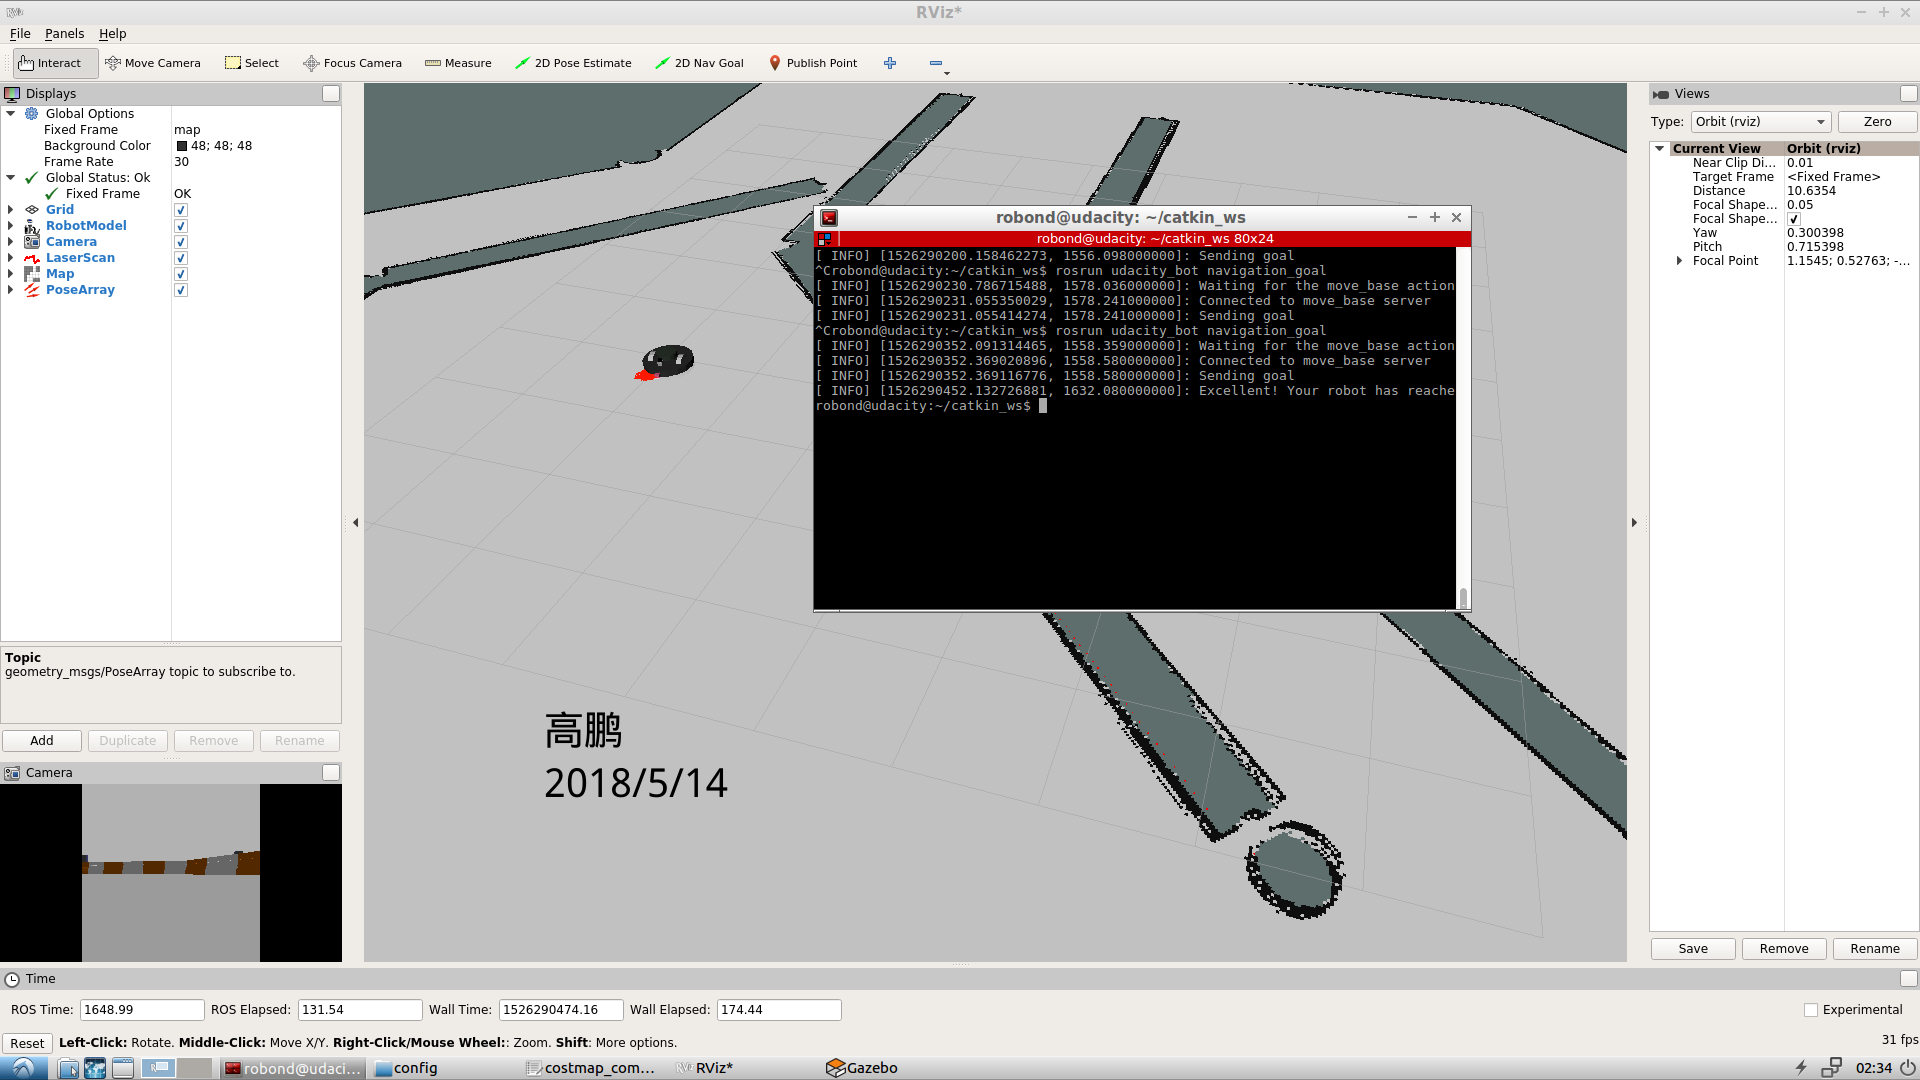 RViz*
File Panels Help
Interact Move Camera Select Focus Camera Measure 2D Pose Estimate 2D Nav Goal Publish Point
Displays
Global Options
Fixed Frame map
Background Color 48; 48; 48
Frame Rate 30
Global Status: Ok
Fixed Frame OK
Grid
RobotModel
Camera
LaserScan
Map
PoseArray
Topic
geometry_msgs/PoseArray topic to subscribe to.
Add Duplicate Remove Rename
Camera
robond@udacity: ~/catkin_ws
robond@udacity: ~/catkin_ws 80x24
[ INFO] [1526290200.158462273, 1556.098000000]: Sending goal
^Crobond@udacity:~/catkin_ws$ rosrun udacity_bot navigation_goal
[ INFO] [1526290230.786715488, 1578.036000000]: Waiting for the move_base action
[ INFO] [1526290231.055350029, 1578.241000000]: Connected to move_base server
[ INFO] [1526290231.055414274, 1578.241000000]: Sending goal
^Crobond@udacity:~/catkin_ws$ rosrun udacity_bot navigation_goal
[ INFO] [1526290352.091314465, 1558.359000000]: Waiting for the move_base action
[ INFO] [1526290352.369020896, 1558.580000000]: Connected to move_base server
[ INFO] [1526290352.369116776, 1558.580000000]: Sending goal
[ INFO] [1526290452.132726881, 1632.080000000]: Excellent! Your robot has reache
robond@udacity:~/catkin_ws$
高鹏
2018/5/14
Views
Type: Orbit (rviz) Zero
Current View Orbit (rviz)
Near Clip Di... 0.01
Target Frame <Fixed Frame>
Distance 10.6354
Focal Shape... 0.05
Focal Shape...
Yaw 0.300398
Pitch 0.715398
Focal Point 1.1545; 0.52763; -...
Save Remove Rename
Time
ROS Time: 1648.99 ROS Elapsed: 131.54 Wall Time: 1526290474.16 Wall Elapsed: 174.44 Experimental
Reset Left-Click: Rotate. Middle-Click: Move X/Y. Right-Click/Mouse Wheel:: Zoom. Shift: More options. 31 fps
robond@udaci... config costmap_com... RViz* Gazebo 02:34